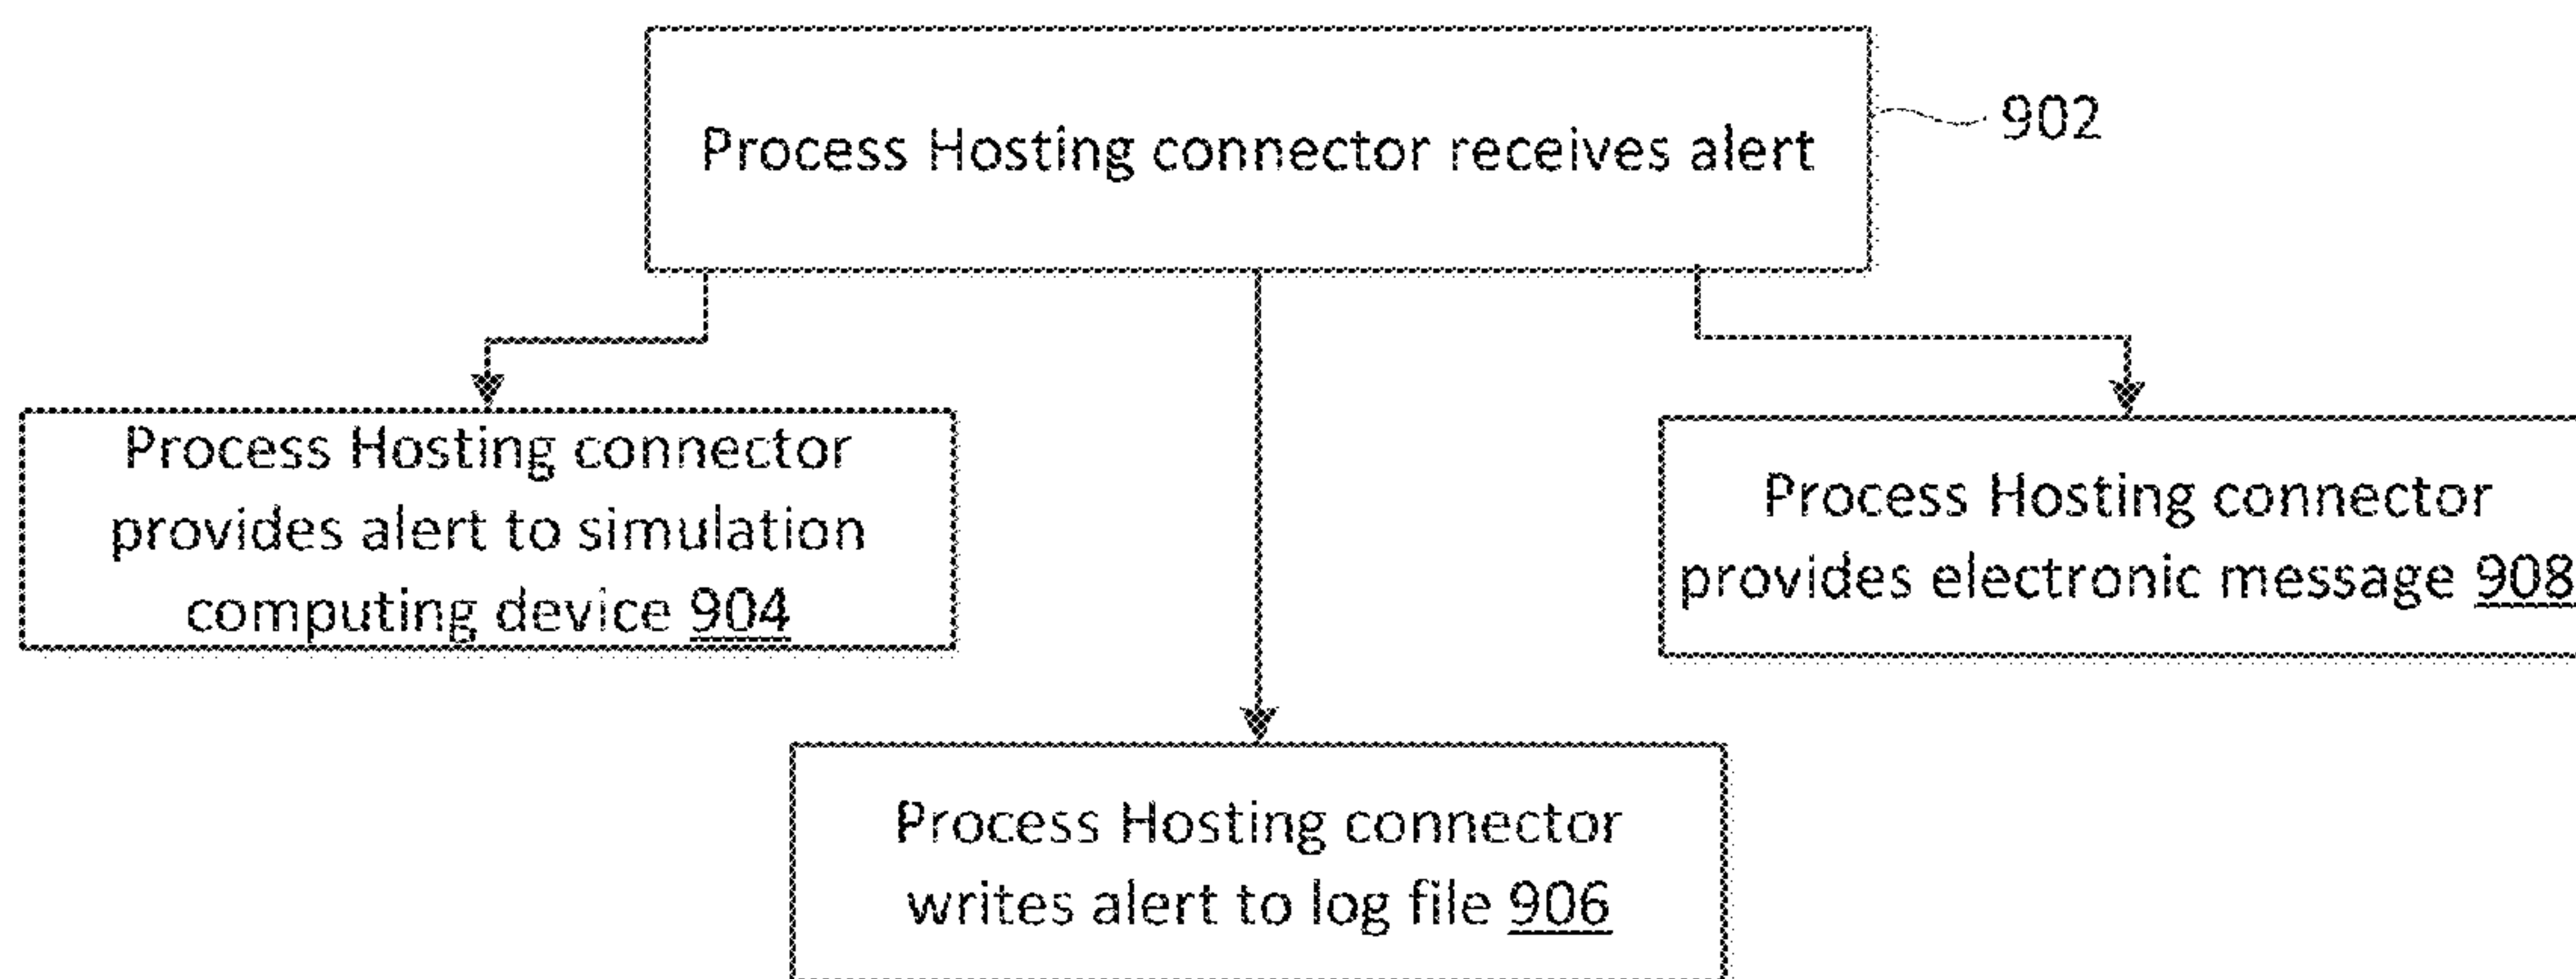 Process Hosting connector receives alert
902
Process Hosting connector
provides alert to simulation
computing device 904
Process Hosting connector
provides electronic message 908
Process Hosting connector
writes alert to log file 906